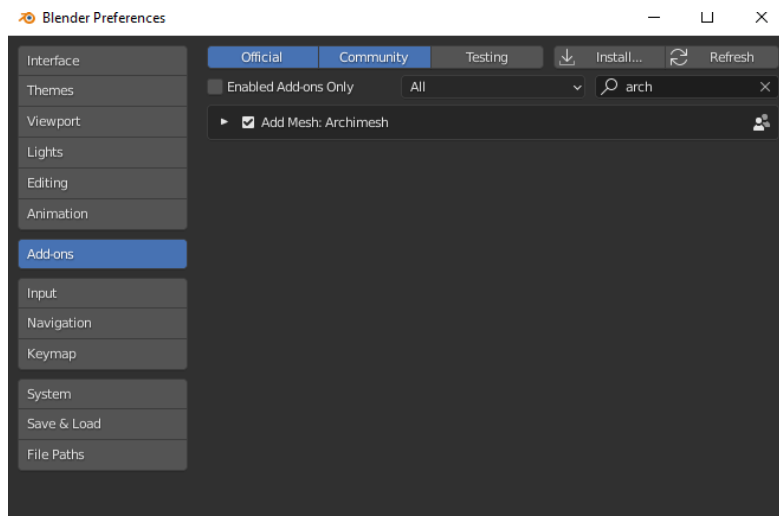 Blender Preferences
Interface
Themes
Viewport
Lights
Editing
Animation
Add-ons
Input
Navigation
Keymap
System
Save & Load
File Paths
Official Community Testing Install... Refresh
Enabled Add-ons Only All arch
Add Mesh: Archimesh